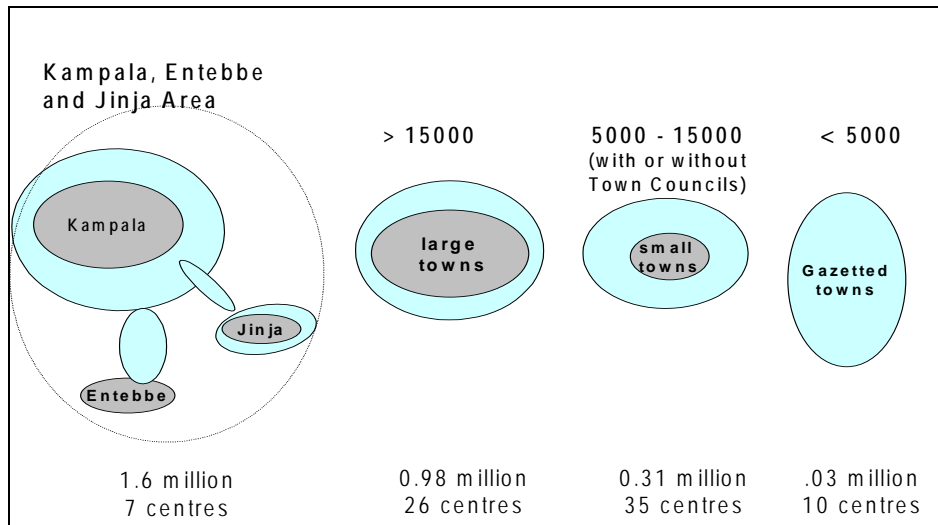 Kampala, Entebbe
and Jinja Area
> 15000
5000 - 15000
(with or without
Town Councils)
< 5000
Kampala
large
towns
small
towns
Gazetted
towns
Jinja
Entebbe
1.6 million
7 centres
0.98 million
26 centres
0.31 million
35 centres
.03 million
10 centres